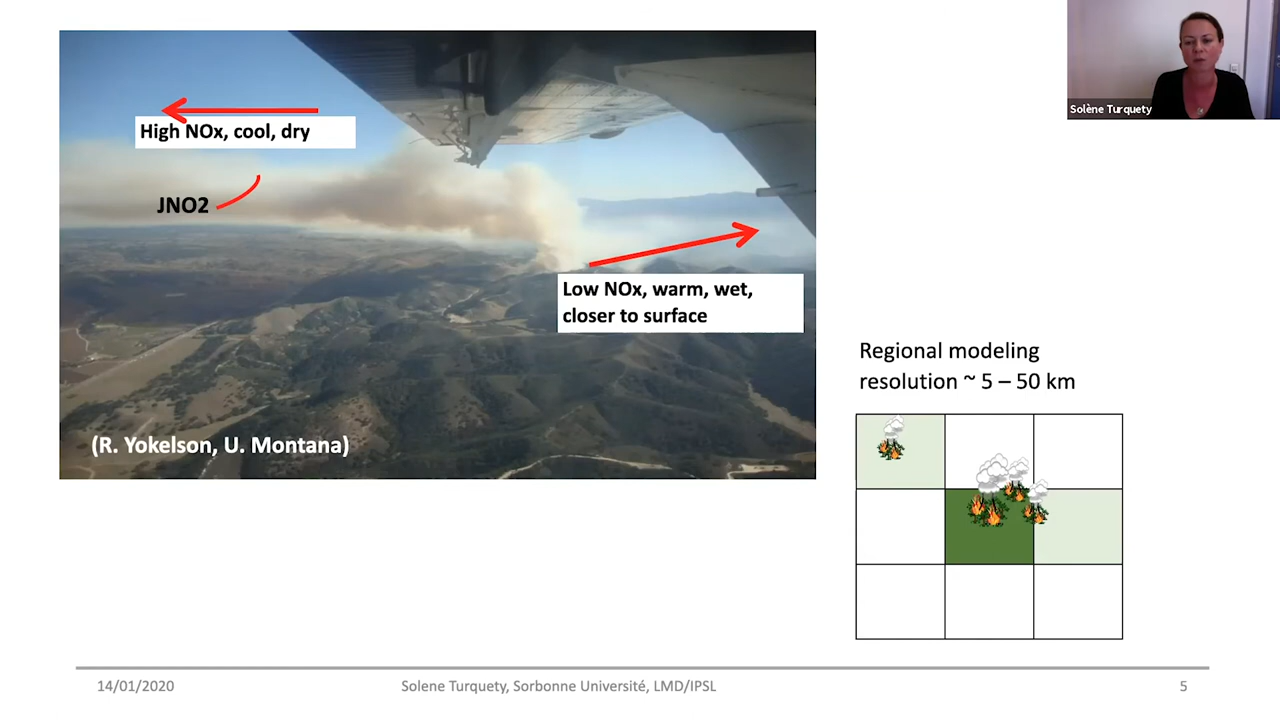 Solène Turquety
High NOx, cool, dry
JNO2
Low NOx, warm, wet,
closer to surface
(R. Yokelson, U. Montana)
Regional modeling
resolution ~ 5 – 50 km
14/01/2020
Solene Turquety, Sorbonne Université, LMD/IPSL
5